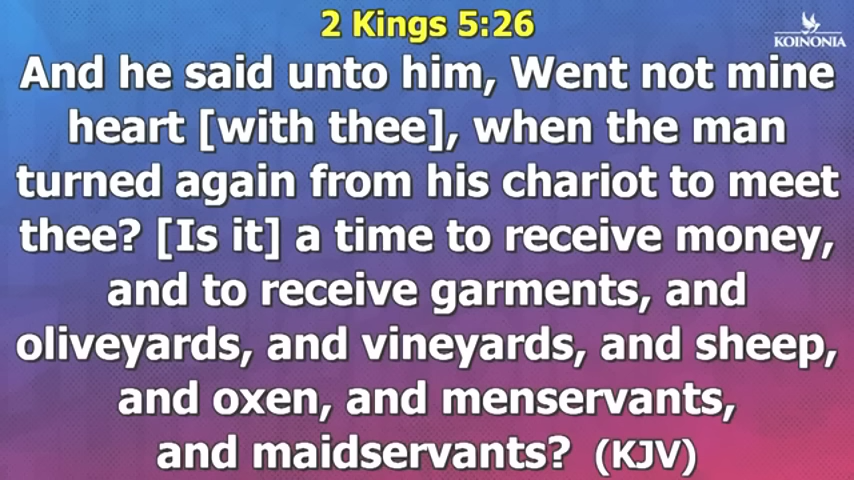 2 Kings 5:26
KOINONIA
And he said unto him, Went not mine
heart [with thee], when the man
turned again from his chariot to meet
thee? [Is it] a time to receive money,
and to receive garments, and
oliveyards, and vineyards, and sheep,
and oxen, and menservants,
and maidservants? (KJV)